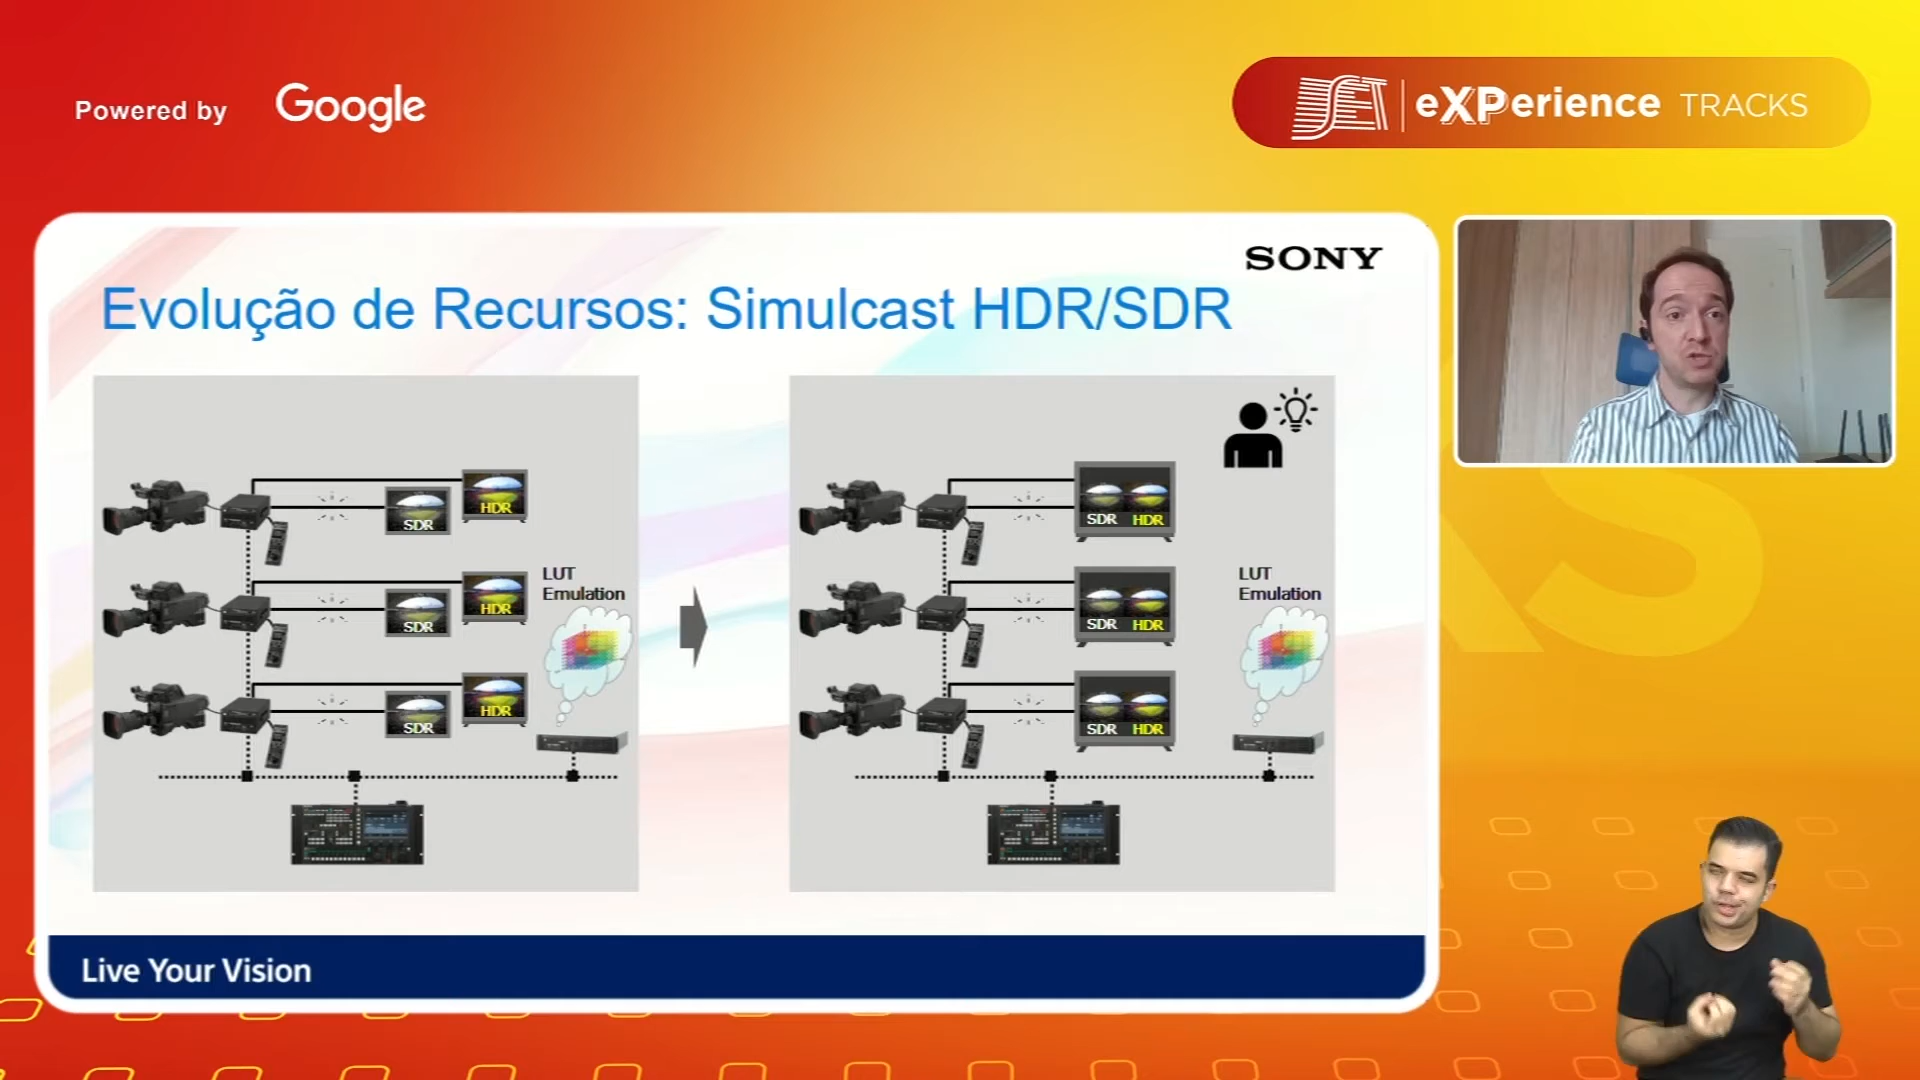 Powered by Google
SET eXPerience TRACKS
SONY
Evolução de Recursos: Simulcast HDR/SDR
SDR HDR
SDR HDR
SDR HDR
LUT
Emulation
SDR HDR
SDR HDR
SDR HDR
LUT
Emulation
Live Your Vision